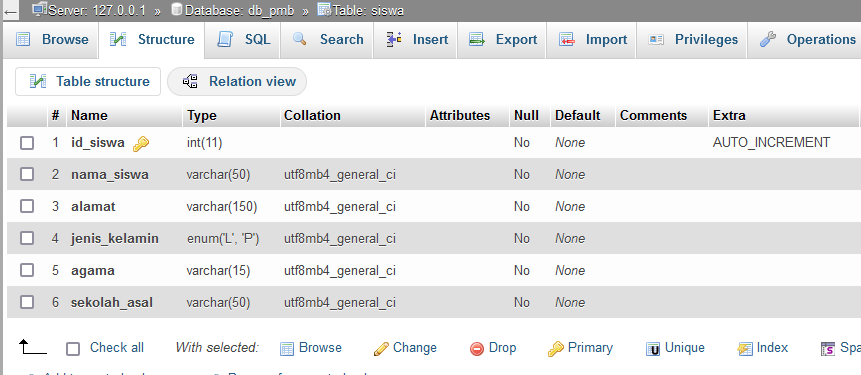 Server: 127.0.0.1 » Database: db_pmb » Table: siswa
Browse Structure SQL Search Insert Export Import Privileges Operations
Table structure Relation view
# Name Type Collation Attributes Null Default Comments Extra
1 id_siswa int(11) No None AUTO_INCREMENT
2 nama_siswa varchar(50) utf8mb4_general_ci No None
3 alamat varchar(150) utf8mb4_general_ci No None
4 jenis_kelamin enum('L', 'P') utf8mb4_general_ci No None
5 agama varchar(15) utf8mb4_general_ci No None
6 sekolah_asal varchar(50) utf8mb4_general_ci No None
Check all With selected: Browse Change Drop Primary U Unique Index S Spa